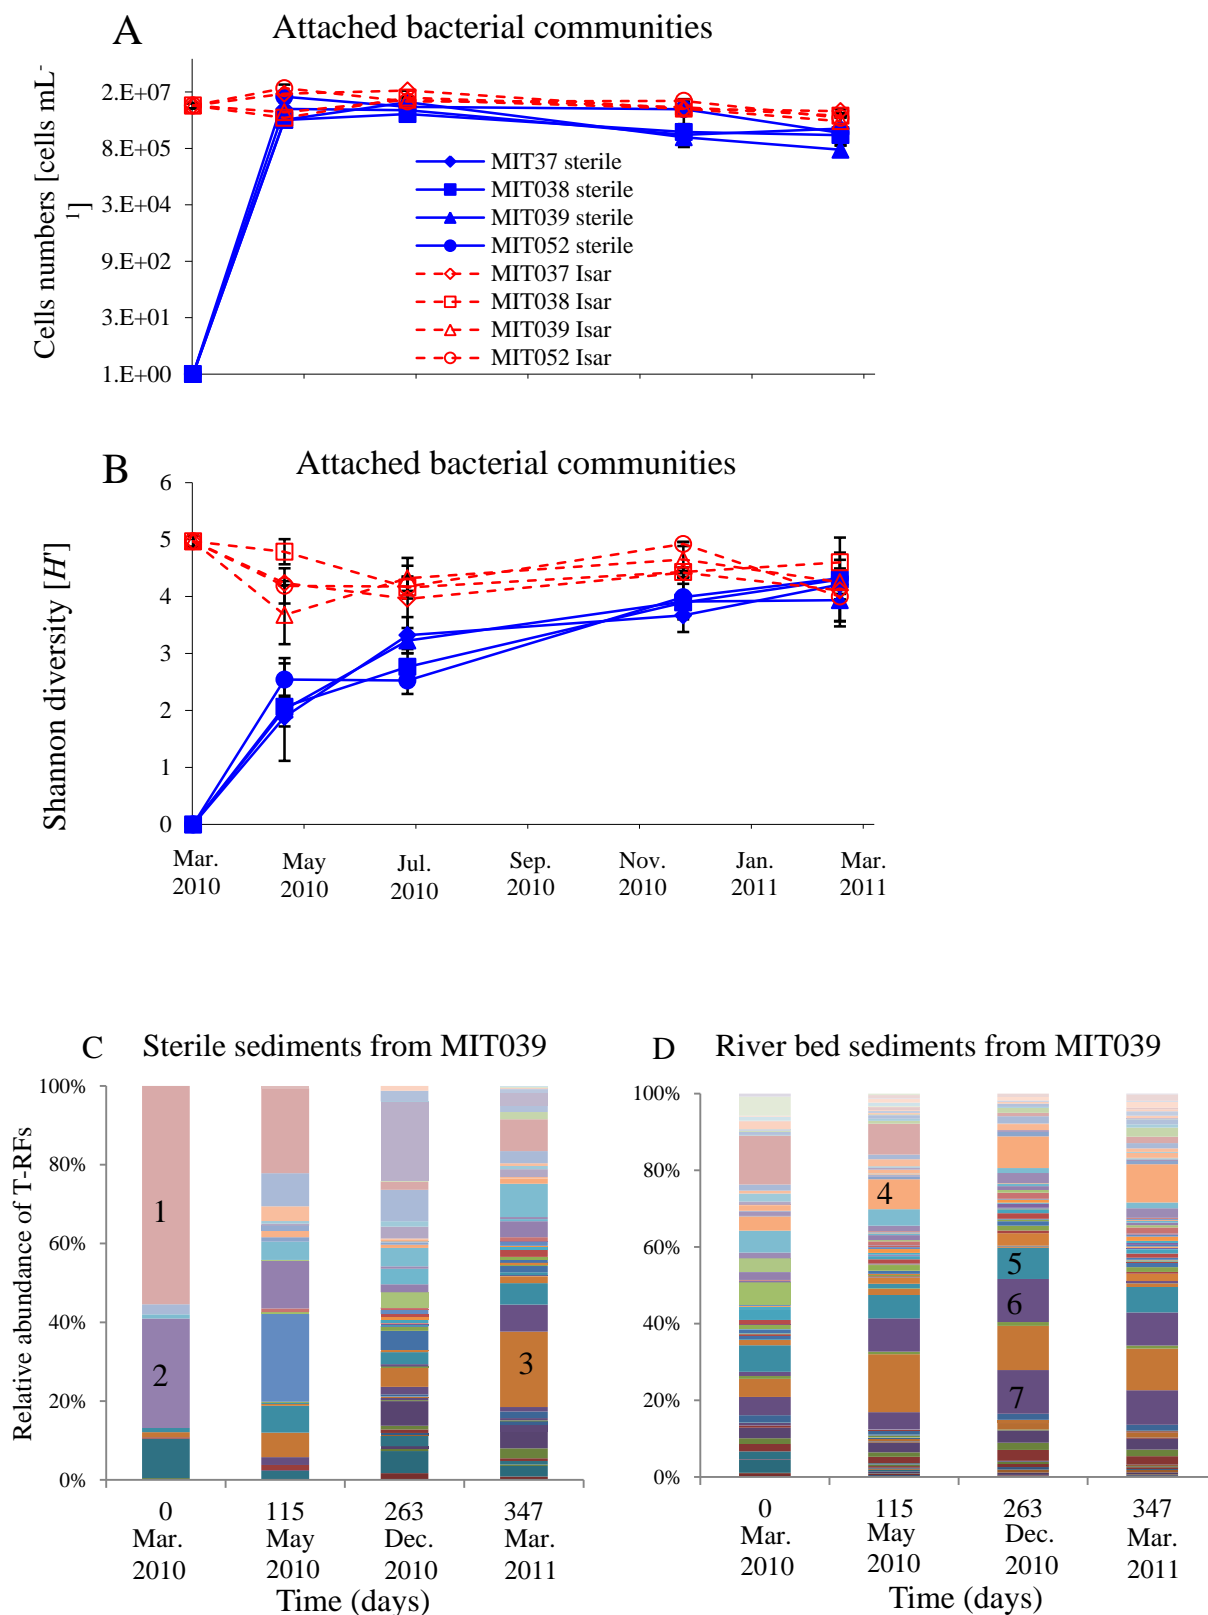 A
Attached bacterial communities
Cells numbers [cells mL-
1]
2.E+07
8.E+05
3.E+04
9.E+02
3.E+01
1.E+00
MIT37 sterile
MIT038 sterile
MIT039 sterile
MIT052 sterile
MIT037 Isar
MIT038 Isar
MIT039 Isar
MIT052 Isar
B
Attached bacterial communities
Shannon diversity [H']
6
5
4
3
2
1
0
Mar. May Jul. Sep. Nov. Jan. Mar.
2010 2010 2010 2010 2010 2011 2011
C Sterile sediments from MIT039
Relative abundance of T-RFs
100%
80%
60%
40%
20%
0%
1
2
3
0 115 263 347
Mar. May Dec. Mar.
2010 2010 2010 2011
Time (days)
D River bed sediments from MIT039
100%
80%
60%
40%
20%
0%
4
5
6
7
0 115 263 347
Mar. May Dec. Mar.
2010 2010 2010 2011
Time (days)